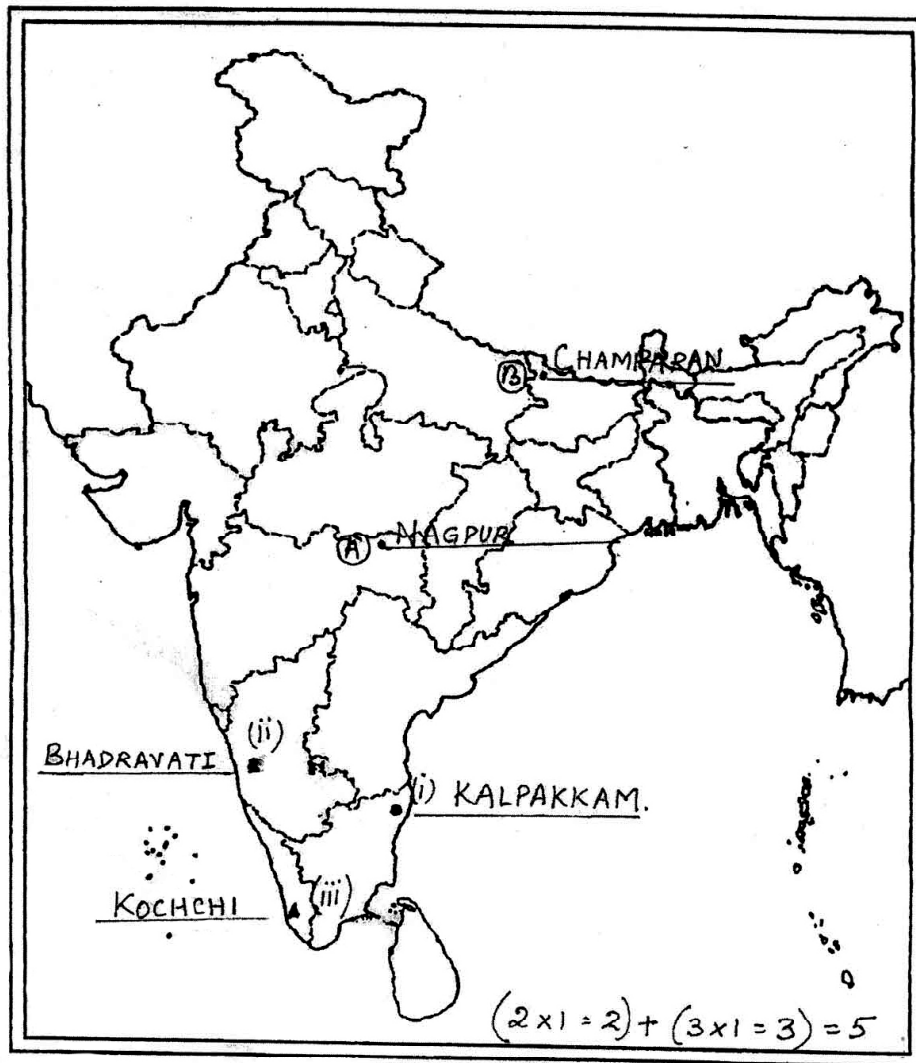 (B) CHAMPARAN
(A) NAGPUR
(ii)
BHADRAVATI
(i) KALPAKKAM.
(iii)
KOCHCHI
(2 x 1 = 2) + (3 x 1 = 3) = 5